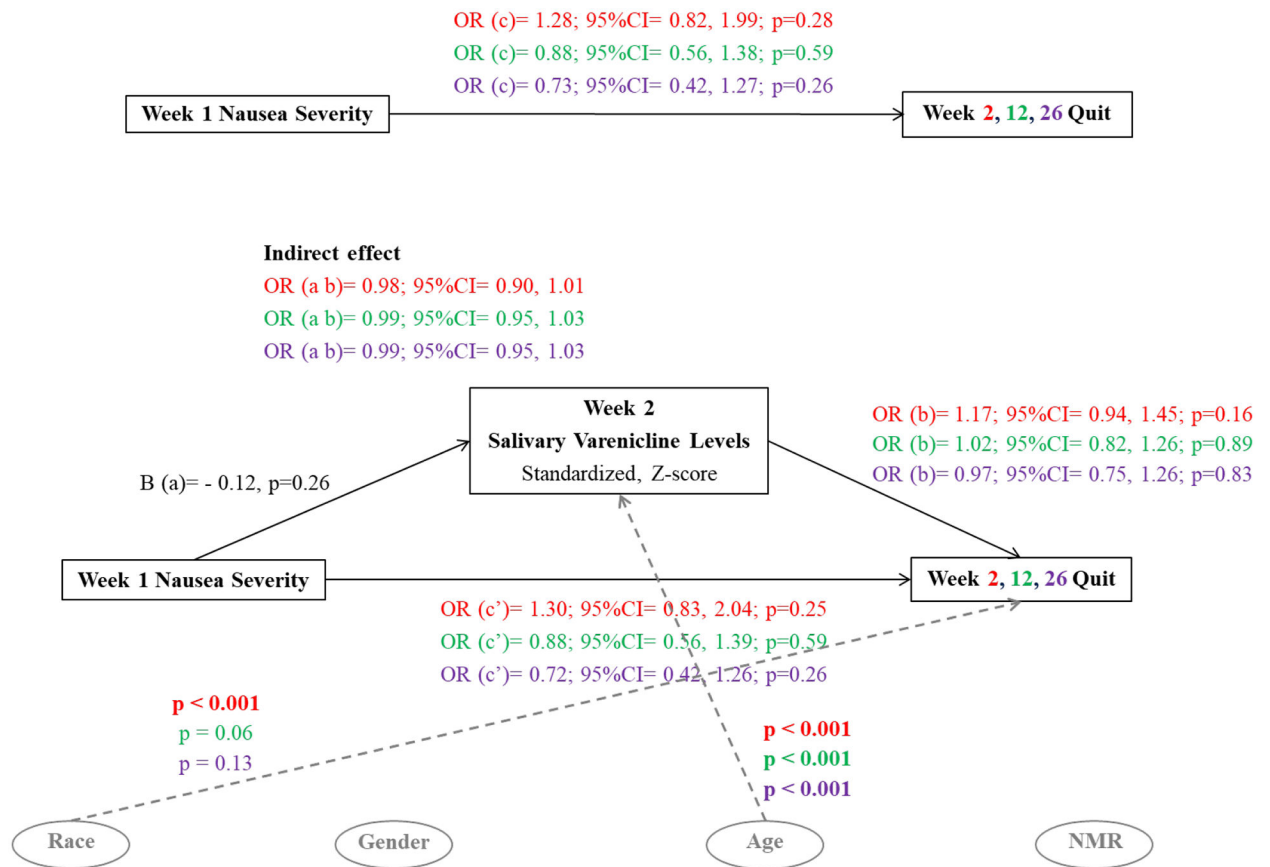 OR (c)= 1.28; 95%CI= 0.82, 1.99; p=0.28
OR (c)= 0.88; 95%CI= 0.56, 1.38; p=0.59
OR (c)= 0.73; 95%CI= 0.42, 1.27; p=0.26
Week 1 Nausea Severity
Week 2, 12, 26 Quit
Indirect effect
OR (a b)= 0.98; 95%CI= 0.90, 1.01
OR (a b)= 0.99; 95%CI= 0.95, 1.03
OR (a b)= 0.99; 95%CI= 0.95, 1.03
Week 2
Salivary Varenicline Levels
Standardized, Z-score
OR (b)= 1.17; 95%CI= 0.94, 1.45; p=0.16
OR (b)= 1.02; 95%CI= 0.82, 1.26; p=0.89
OR (b)= 0.97; 95%CI= 0.75, 1.26; p=0.83
B (a)= - 0.12, p=0.26
Week 1 Nausea Severity
Week 2, 12, 26 Quit
OR (c’)= 1.30; 95%CI= 0.83, 2.04; p=0.25
OR (c’)= 0.88; 95%CI= 0.56, 1.39; p=0.59
OR (c’)= 0.72; 95%CI= 0.42, 1.26; p=0.26
p < 0.001
p = 0.06
p = 0.13
p < 0.001
p < 0.001
p < 0.001
Race
Gender
Age
NMR